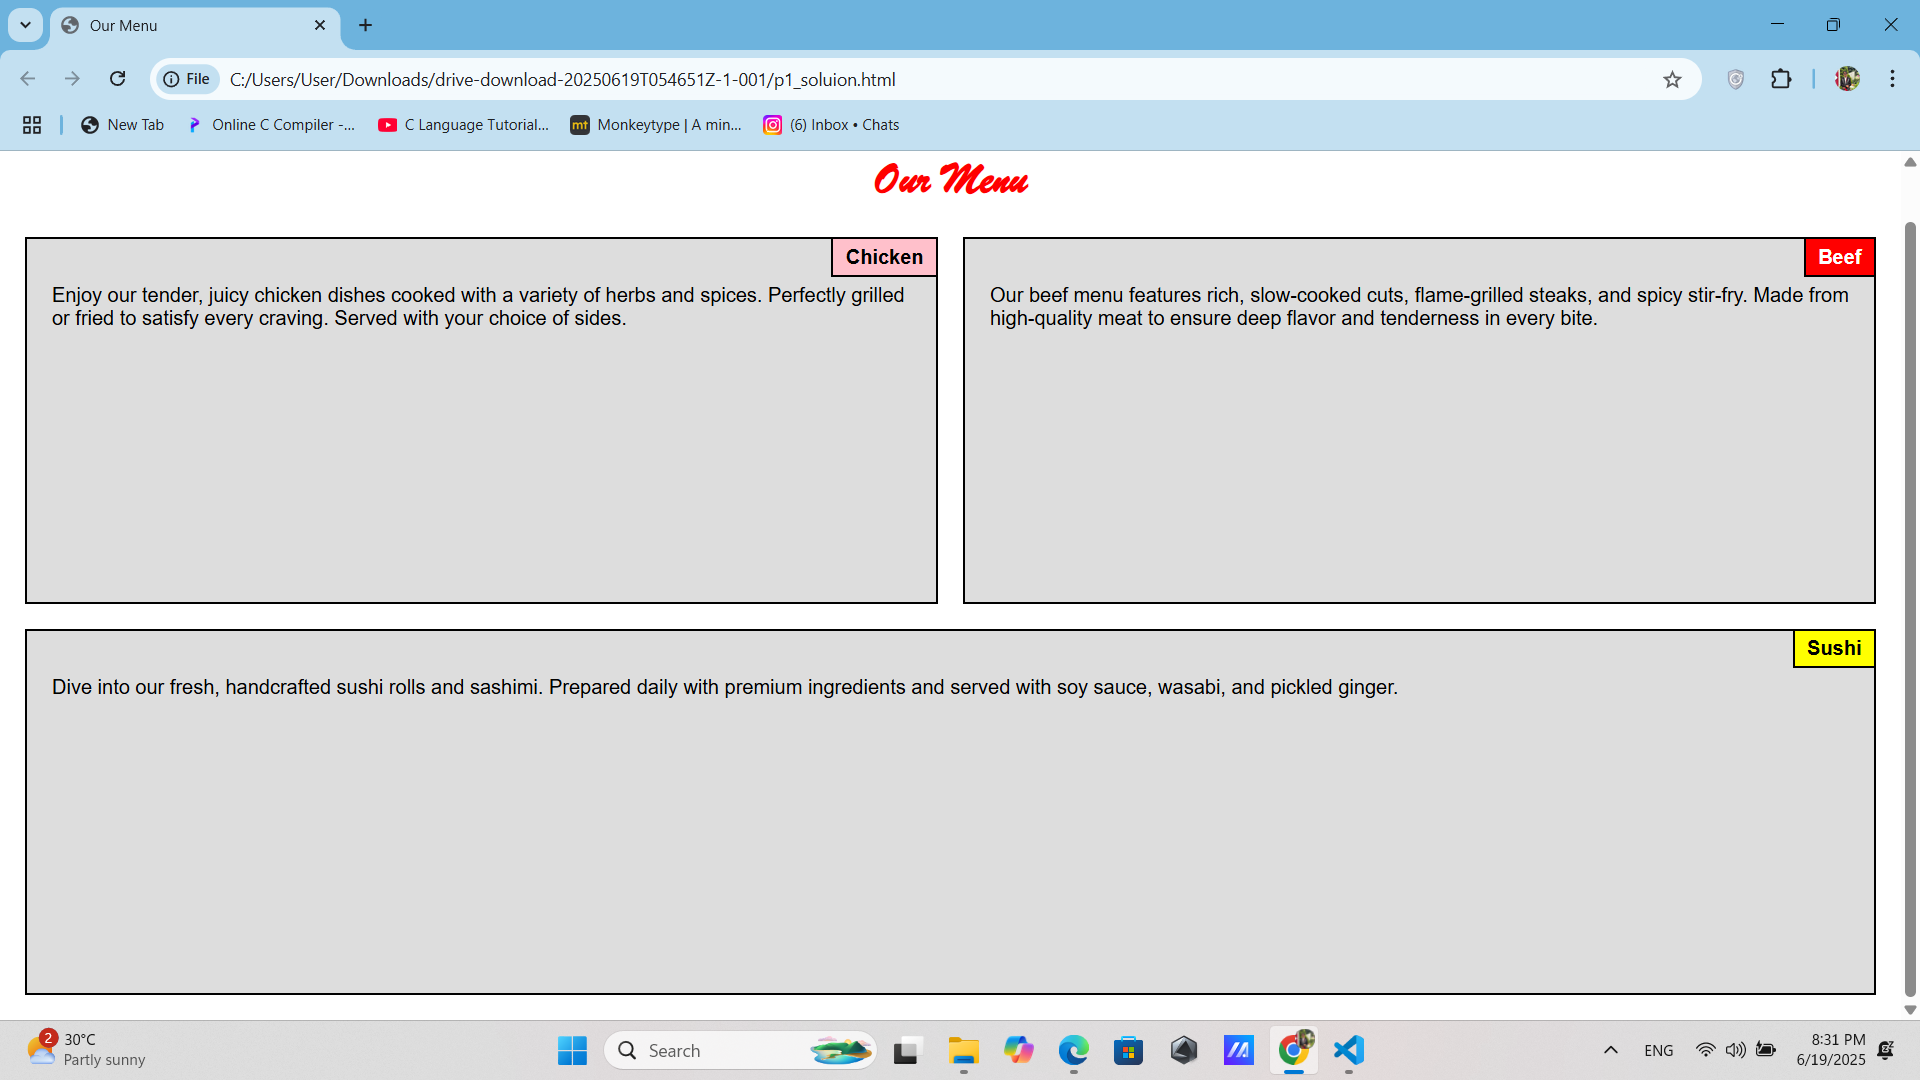 Our Menu
File
C:/Users/User/Downloads/drive-download-20250619T054651Z-1-001/p1_soluion.html
New Tab
Online C Compiler -...
C Language Tutorial...
mt
Monkeytype | A min...
(6) Inbox • Chats
Our Menu
Chicken
Enjoy our tender, juicy chicken dishes cooked with a variety of herbs and spices. Perfectly grilled
or fried to satisfy every craving. Served with your choice of sides.
Beef
Our beef menu features rich, slow-cooked cuts, flame-grilled steaks, and spicy stir-fry. Made from
high-quality meat to ensure deep flavor and tenderness in every bite.
Sushi
Dive into our fresh, handcrafted sushi rolls and sashimi. Prepared daily with premium ingredients and served with soy sauce, wasabi, and pickled ginger.
2
30°C
Partly sunny
Search
ENG
8:31 PM
6/19/2025